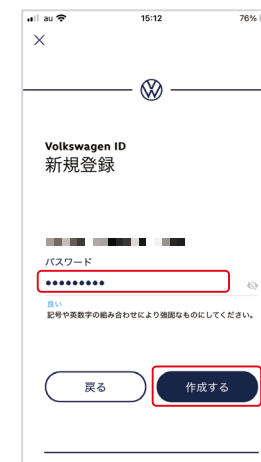 au 15:12 76%
×
Volkswagen ID
新規登録
パスワード
•••••••••
良い
記号や英数字の組み合わせにより強固なものにしてください。
戻る 作成する